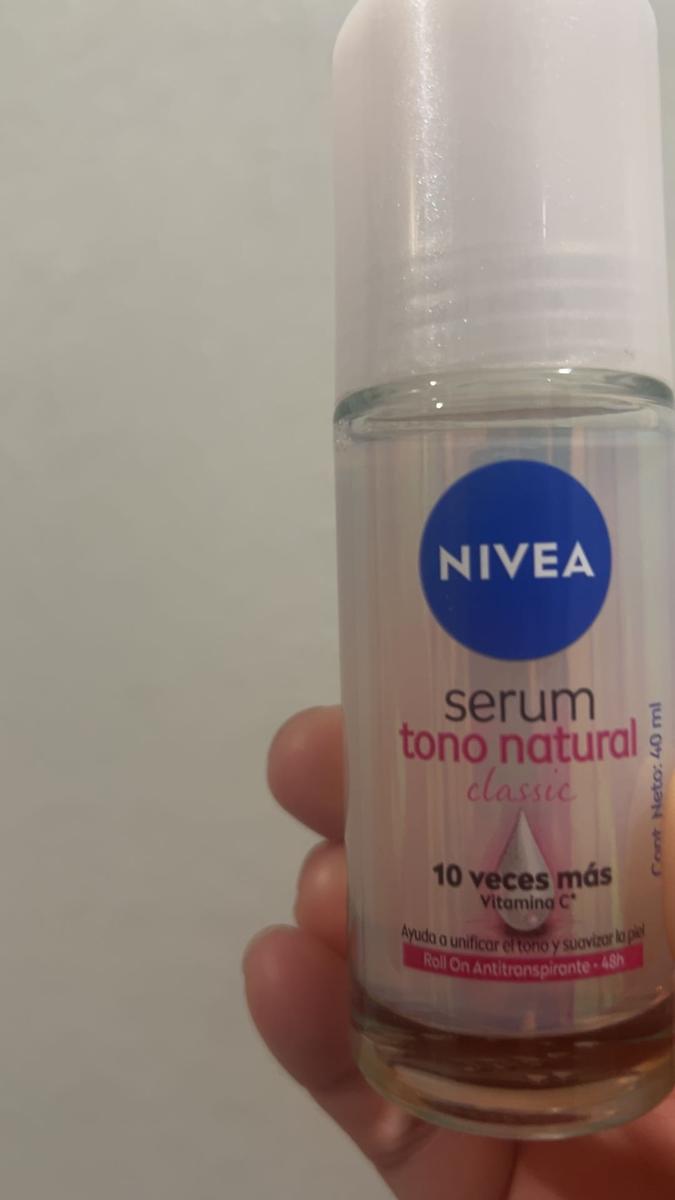 NIVEA
serum
tono natural
classic
10 veces más
Vitamina C*
Ayuda a unificar el tono y suavizar la piel
Roll On Antitranspirante - 48h
Cont. Neto: 40 ml